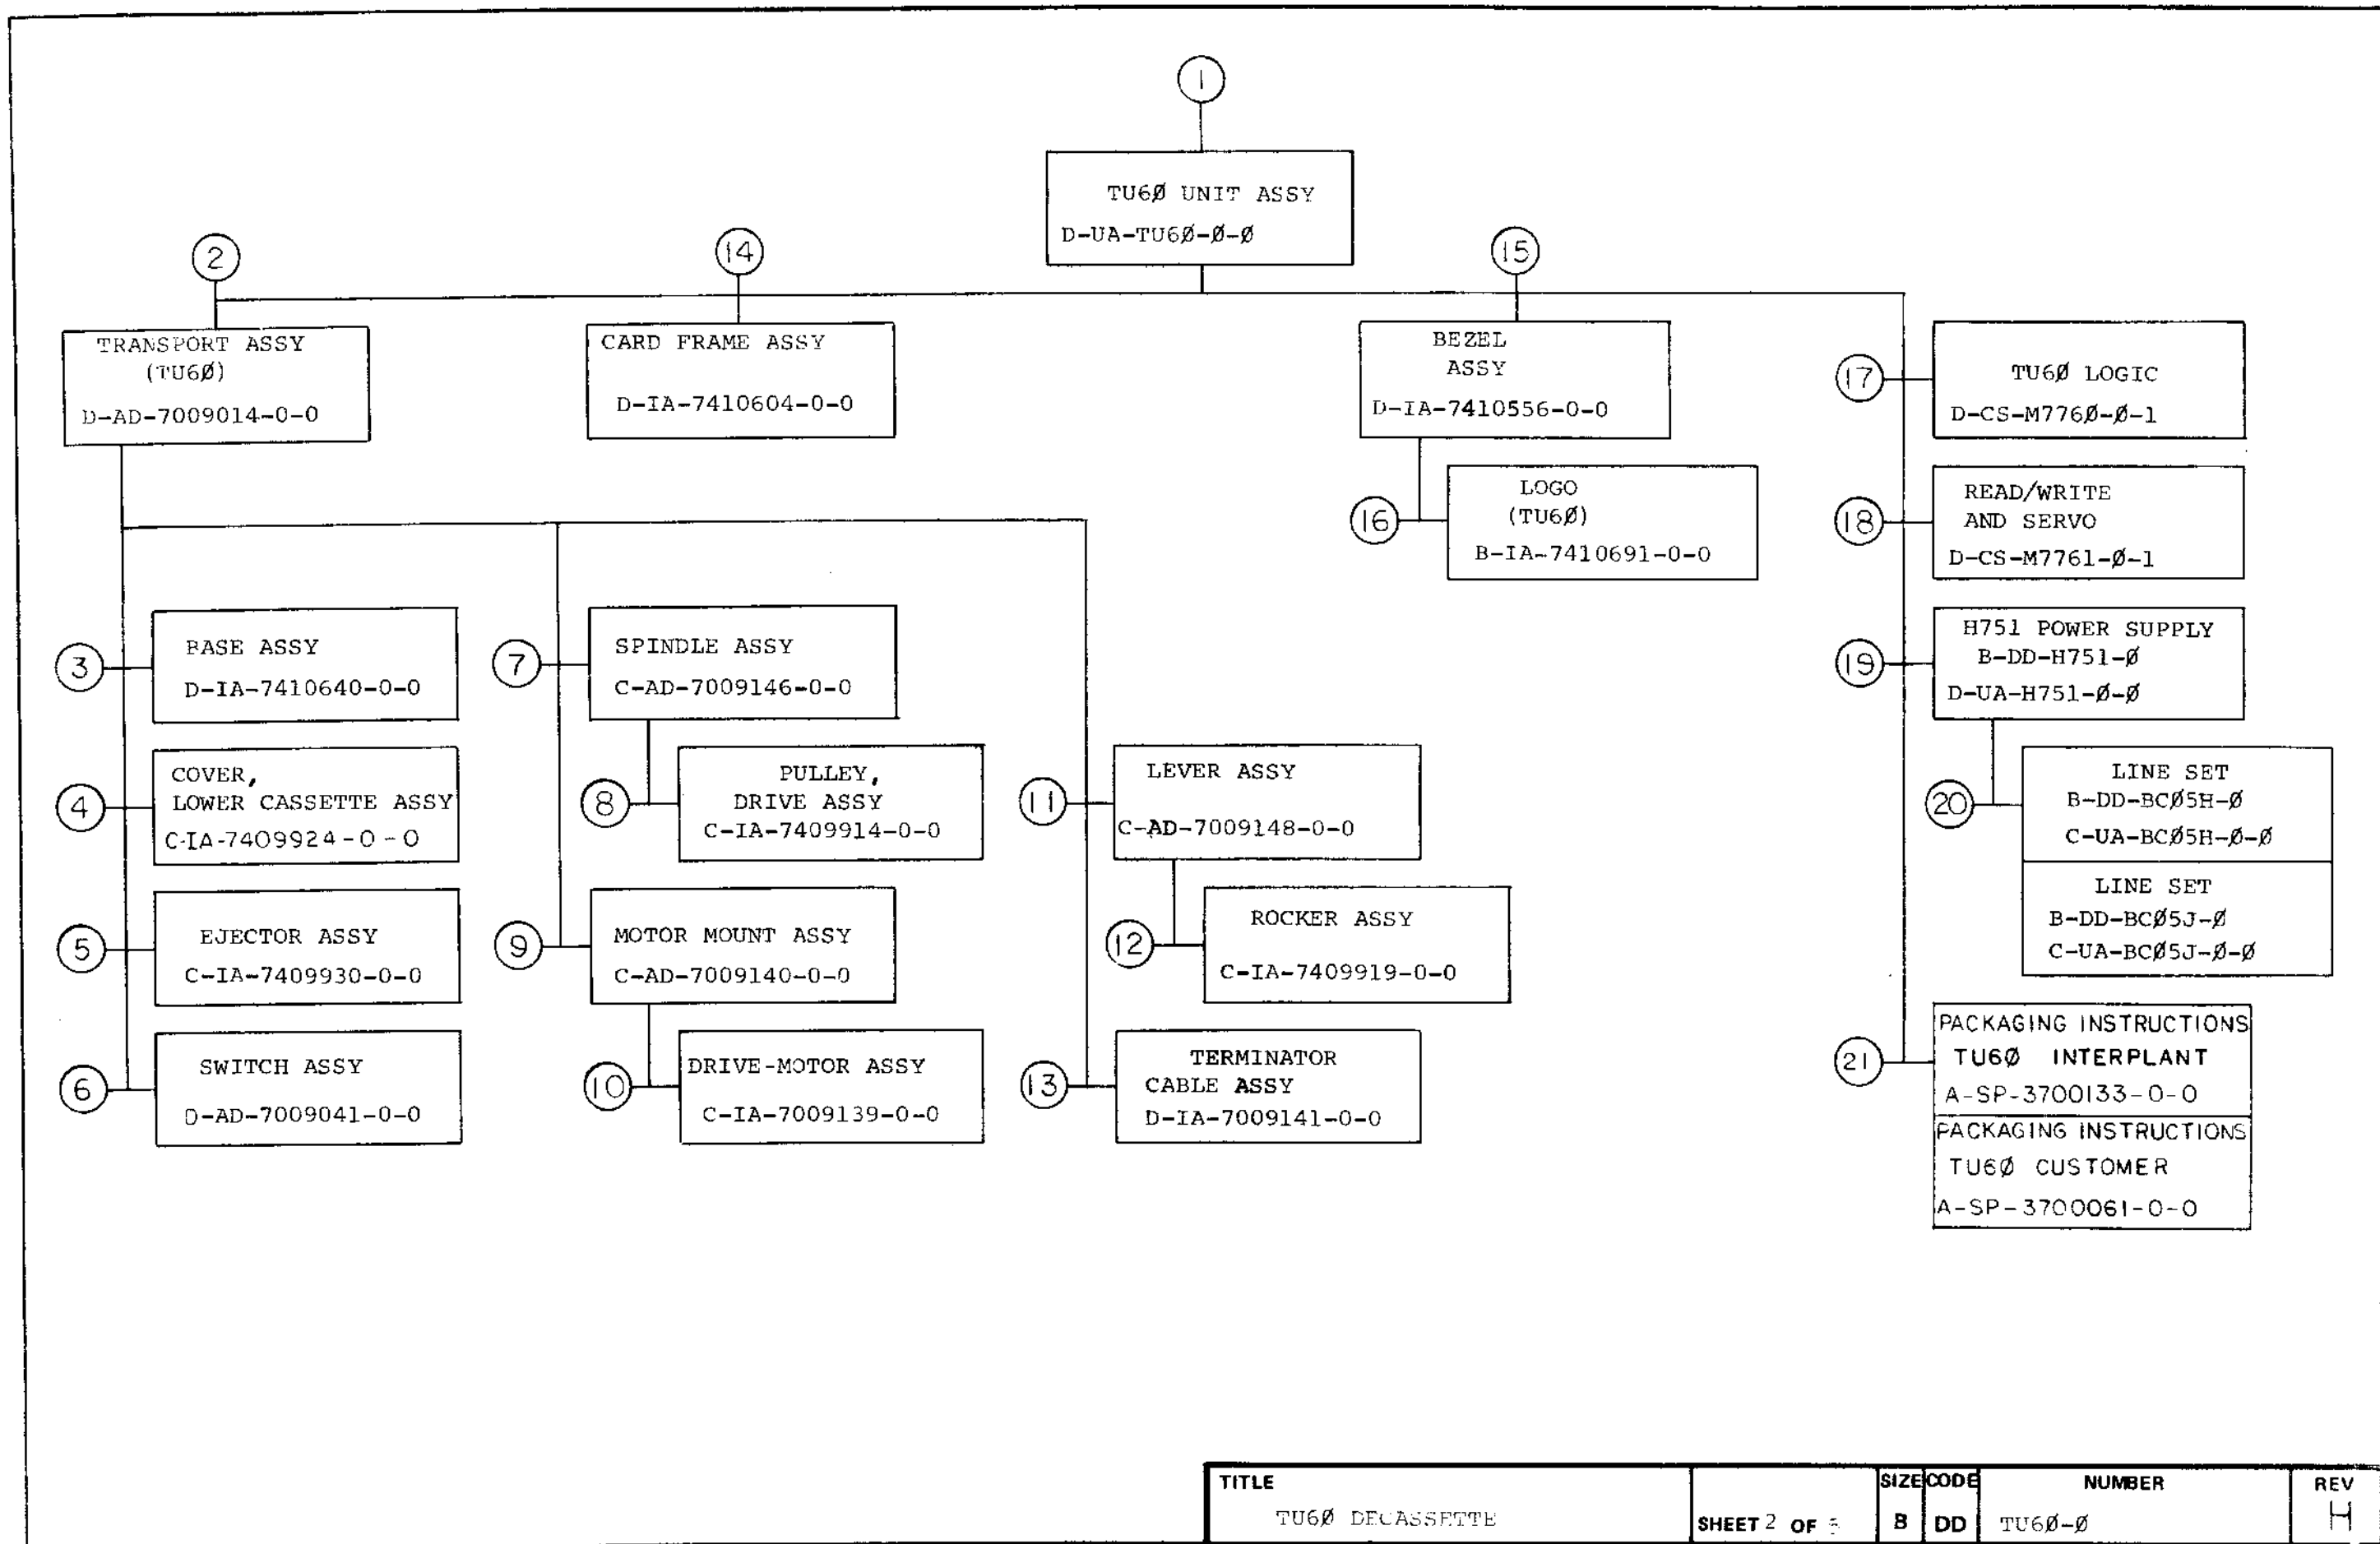 1
TU6Ø UNIT ASSY
D-UA-TU6Ø-Ø-Ø
2
TRANSPORT ASSY
(TU6Ø)
D-AD-7009014-0-0
14
CARD FRAME ASSY
D-IA-7410604-0-0
15
BEZEL
ASSY
D-IA-7410556-0-0
16
LOGO
(TU6Ø)
B-IA-7410691-0-0
3
BASE ASSY
D-IA-7410640-0-0
4
COVER,
LOWER CASSETTE ASSY
C-IA-7409924-0-0
5
EJECTOR ASSY
C-IA-7409930-0-0
6
SWITCH ASSY
D-AD-7009041-0-0
7
SPINDLE ASSY
C-AD-7009146-0-0
8
PULLEY,
DRIVE ASSY
C-IA-7409914-0-0
9
MOTOR MOUNT ASSY
C-AD-7009140-0-0
10
DRIVE-MOTOR ASSY
C-IA-7009139-0-0
11
LEVER ASSY
C-AD-7009148-0-0
12
ROCKER ASSY
C-IA-7409919-0-0
13
TERMINATOR
CABLE ASSY
D-IA-7009141-0-0
17
TU6Ø LOGIC
D-CS-M776Ø-Ø-1
18
READ/WRITE
AND SERVO
D-CS-M7761-Ø-1
19
H751 POWER SUPPLY
B-DD-H751-Ø
D-UA-H751-Ø-Ø
20
LINE SET
B-DD-BCØ5H-Ø
C-UA-BCØ5H-Ø-Ø
LINE SET
B-DD-BCØ5J-Ø
C-UA-BCØ5J-Ø-Ø
21
PACKAGING INSTRUCTIONS
TU6Ø INTERPLANT
A-SP-3700133-0-0
PACKAGING INSTRUCTIONS
TU6Ø CUSTOMER
A-SP-3700061-0-0
TITLE
TU6Ø DECASSETTE
SHEET 2 OF
SIZE
B
CODE
DD
NUMBER
TU6Ø-Ø
REV
H